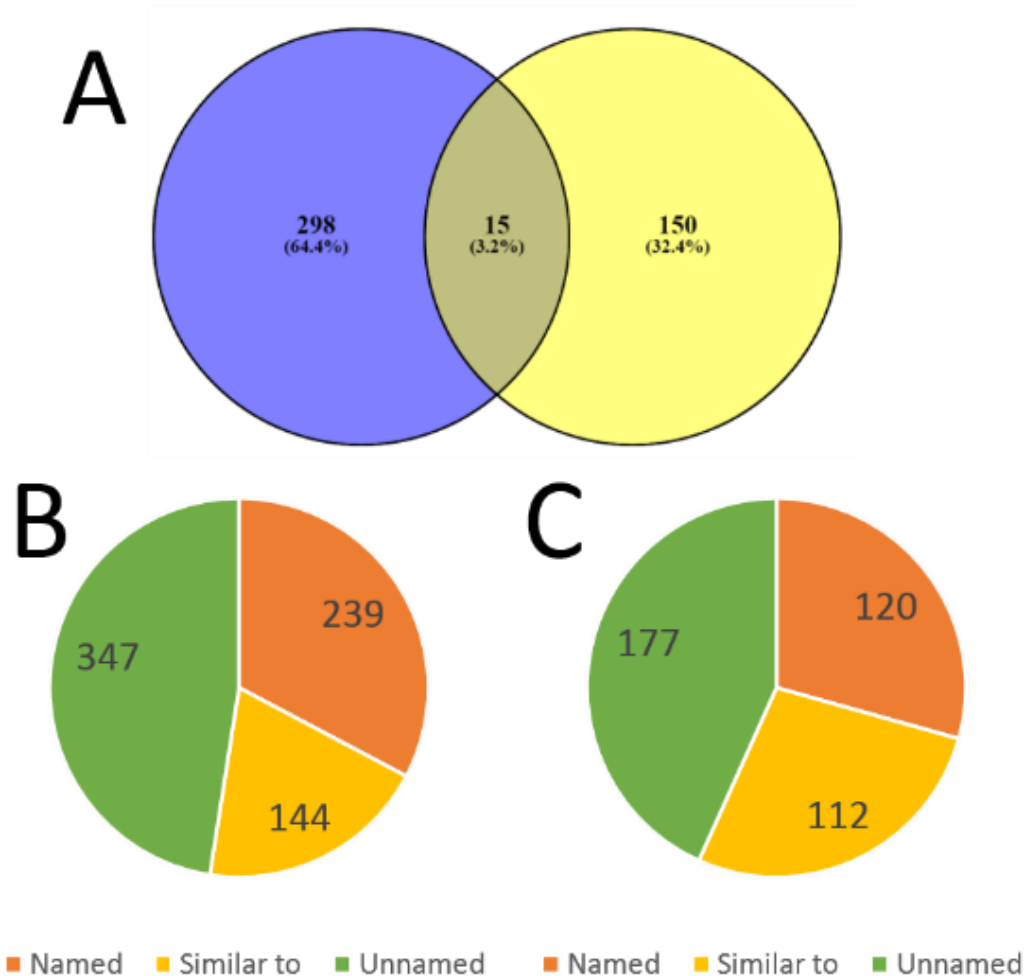 A
298 15 150
(64.4%) (3.2%) (32.4%)
B C
239 120
347 177
144 112
Named Similar to Unnamed Named Similar to Unnamed